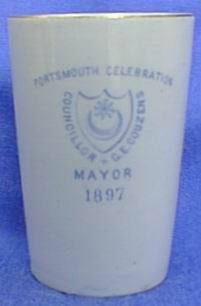 PORTSMOUTH CELEBRATION
COUNCILLOR + G.E.COUZENS
MAYOR
1897